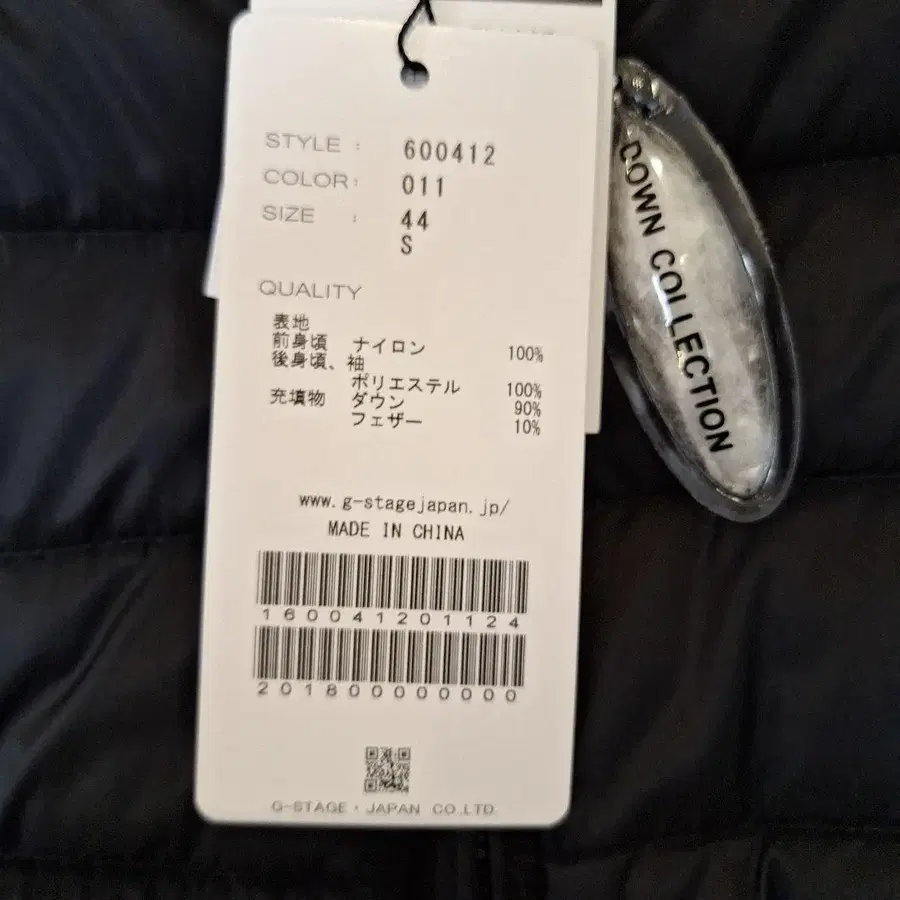 STYLE : 600412
COLOR: 011
SIZE : 44
S
QUALITY
表地
前身頃 ナイロン 100%
後身頃、袖
ポリエステル 100%
充填物 ダウン 90%
フェザー 10%
www.g-stagejapan.jp/
MADE IN CHINA
160041201124
201800000000
G-STAGE・JAPAN CO.LTD.
DOWN COLLECTION